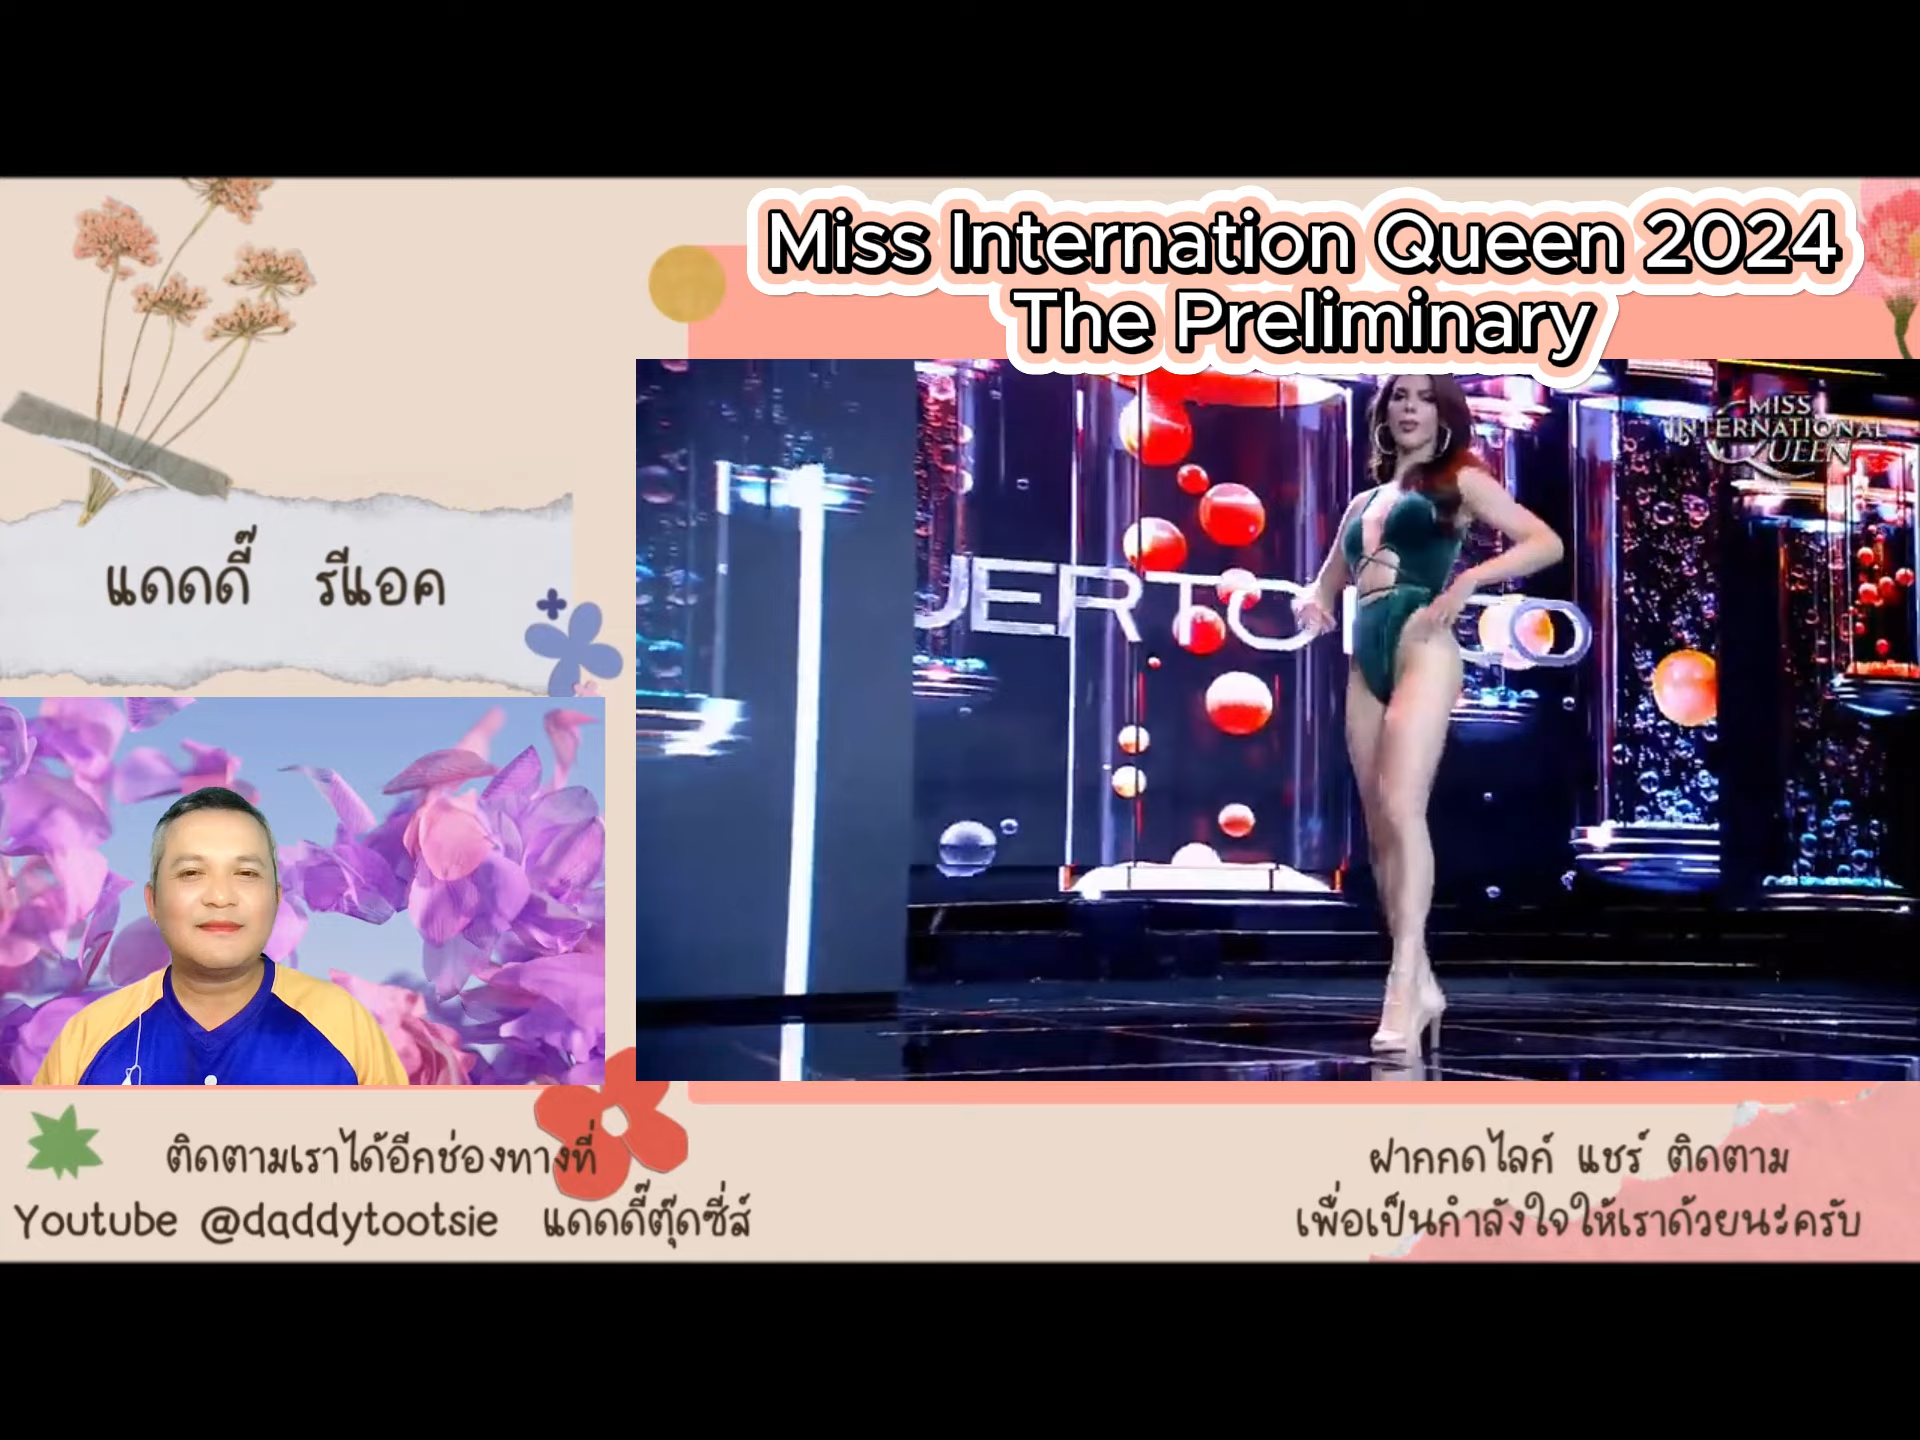 Miss Internation Queen 2024
The Preliminary
MISS
INTERNATIONAL
QUEEN
แดดดี๊ รีแอค
ติดตามเราได้อีกช่องทางที่
Youtube @daddytootsie แดดดี๊ตุ๊ดซี่ส์
ฝากกดไลก์ แชร์ ติดตาม
เพื่อเป็นกำลังใจให้เราด้วยนะครับ